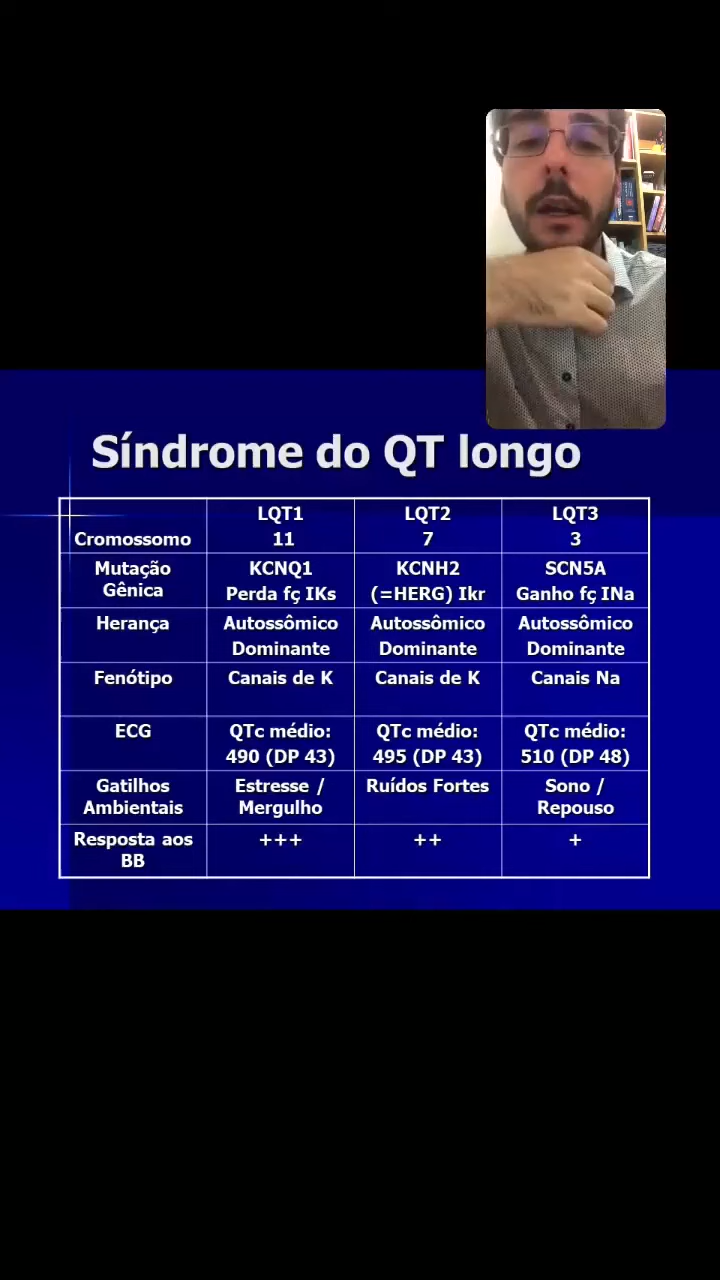 Síndrome do QT longo
LQT1 LQT2 LQT3
Cromossomo 11 7 3
Mutação KCNQ1 KCNH2 SCN5A
Gênica Perda fç IKs (=HERG) Ikr Ganho fç INa
Herança Autossômico Autossômico Autossômico
Dominante Dominante Dominante
Fenótipo Canais de K Canais de K Canais Na
ECG QTc médio: QTc médio: QTc médio:
490 (DP 43) 495 (DP 43) 510 (DP 48)
Gatilhos Estresse / Ruídos Fortes Sono /
Ambientais Mergulho Repouso
Resposta aos +++ ++ +
BB